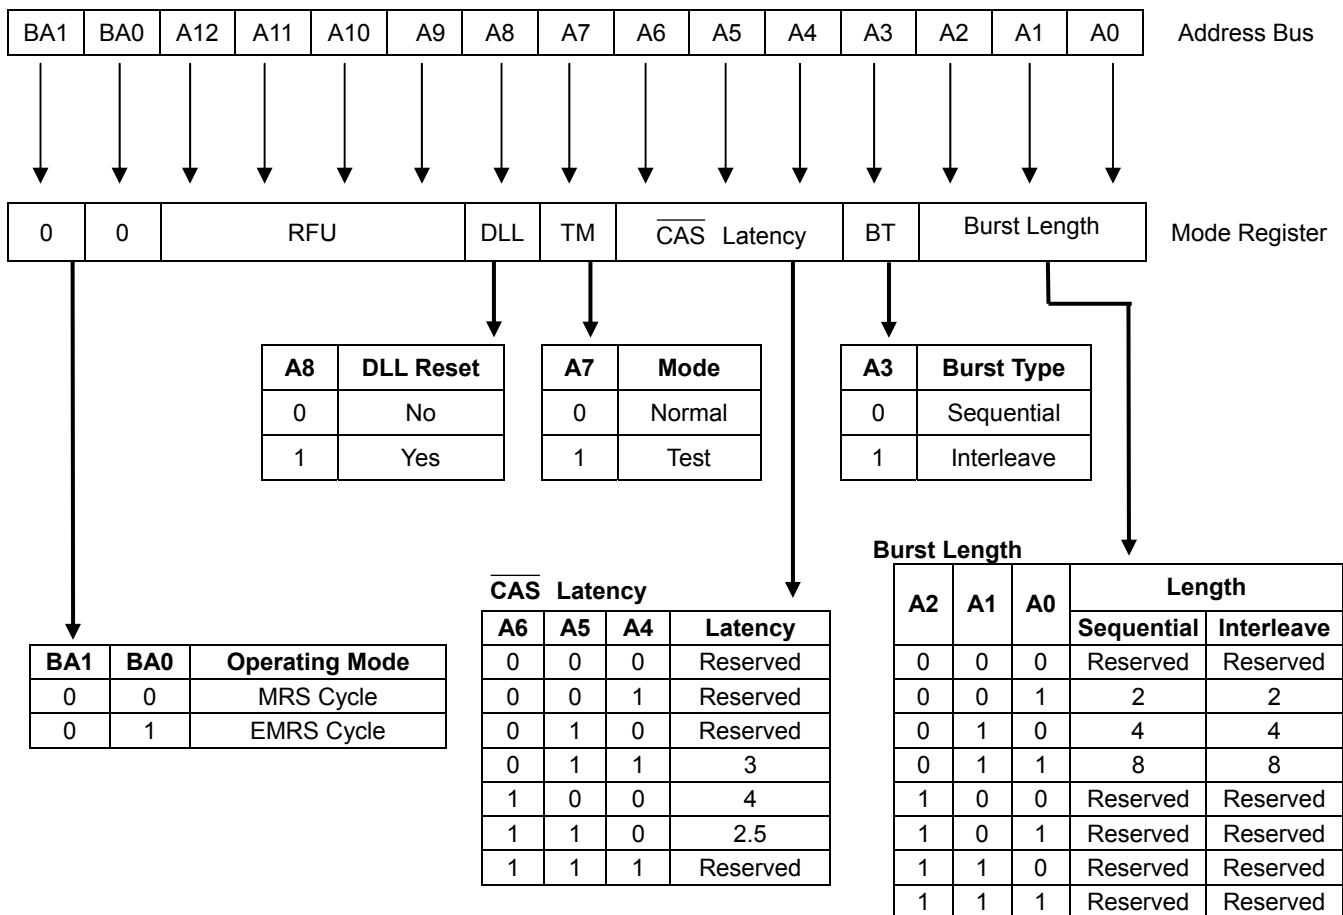 BA1 BA0 A12 A11 A10 A9 A8 A7 A6 A5 A4 A3 A2 A1 A0 Address Bus
0 0 RFU DLL TM CAS Latency BT Burst Length Mode Register
A8 DLL Reset
0 No
1 Yes
A7 Mode
0 Normal
1 Test
A3 Burst Type
0 Sequential
1 Interleave
BA1 BA0 Operating Mode
0 0 MRS Cycle
0 1 EMRS Cycle
CAS Latency
A6 A5 A4 Latency
0 0 0 Reserved
0 0 1 Reserved
0 1 0 Reserved
0 1 1 3
1 0 0 4
1 1 0 2.5
1 1 1 Reserved
Burst Length
A2 A1 A0 Length
Sequential Interleave
0 0 0 Reserved Reserved
0 0 1 2 2
0 1 0 4 4
0 1 1 8 8
1 0 0 Reserved Reserved
1 0 1 Reserved Reserved
1 1 0 Reserved Reserved
1 1 1 Reserved Reserved